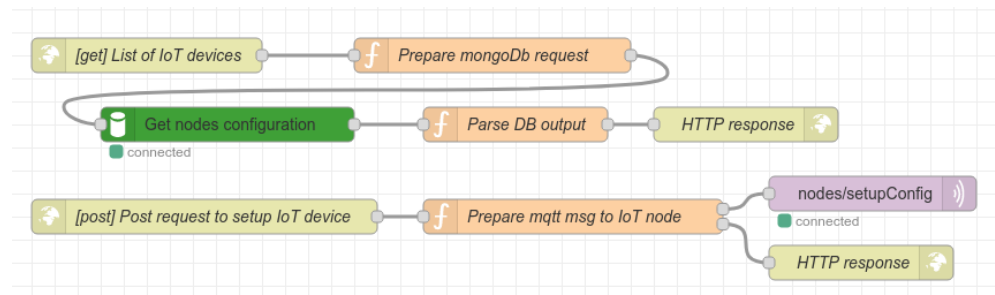 [get] List of IoT devices
Prepare mongoDb request
Get nodes configuration
Parse DB output
HTTP response
connected
[post] Post request to setup IoT device
Prepare mqtt msg to IoT node
nodes/setupConfig
connected
HTTP response